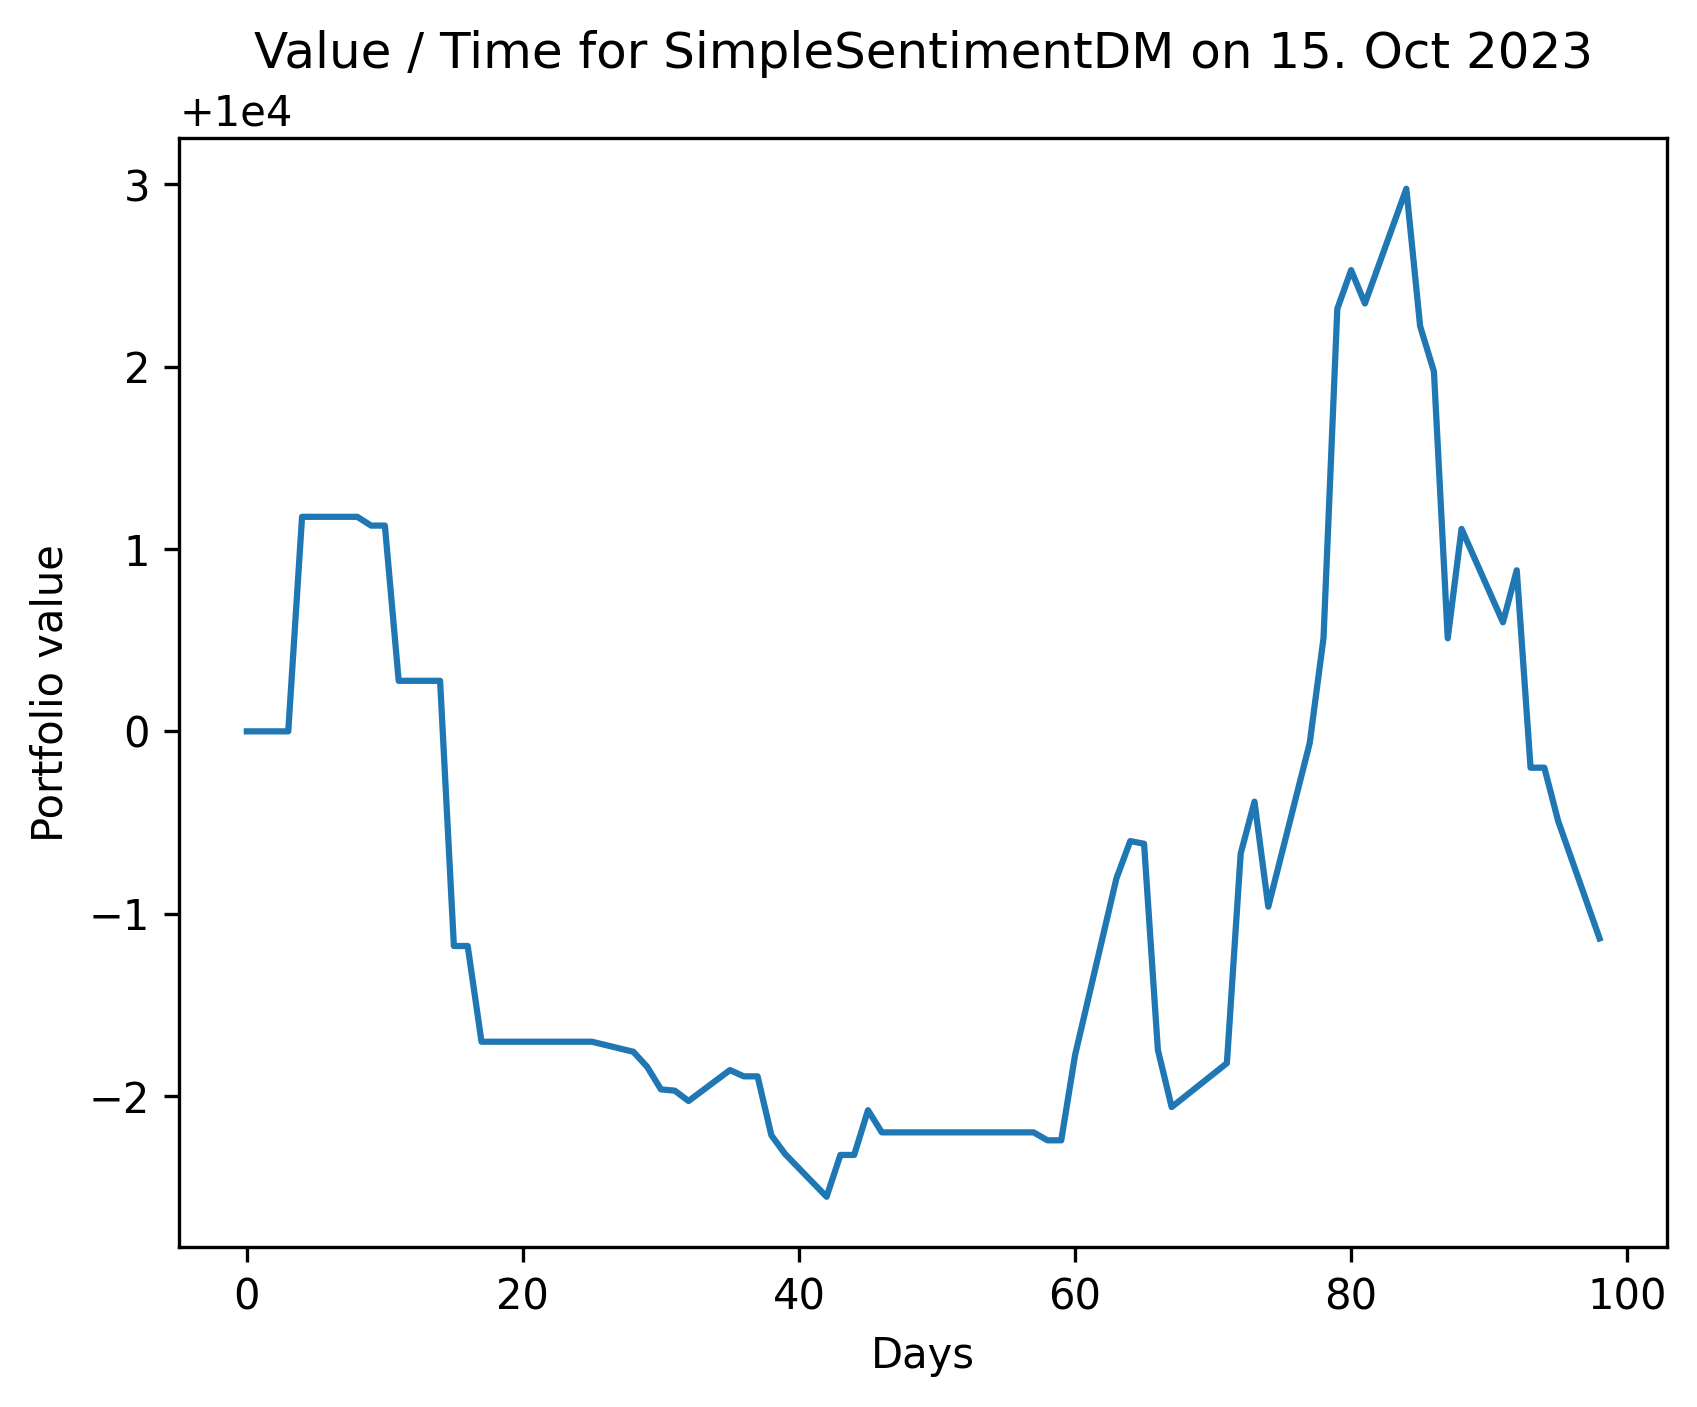 Value / Time for SimpleSentimentDM on 15. Oct 2023
+1e4
3
2
1
0
−1
−2
Portfolio value
0 20 40 60 80 100
Days